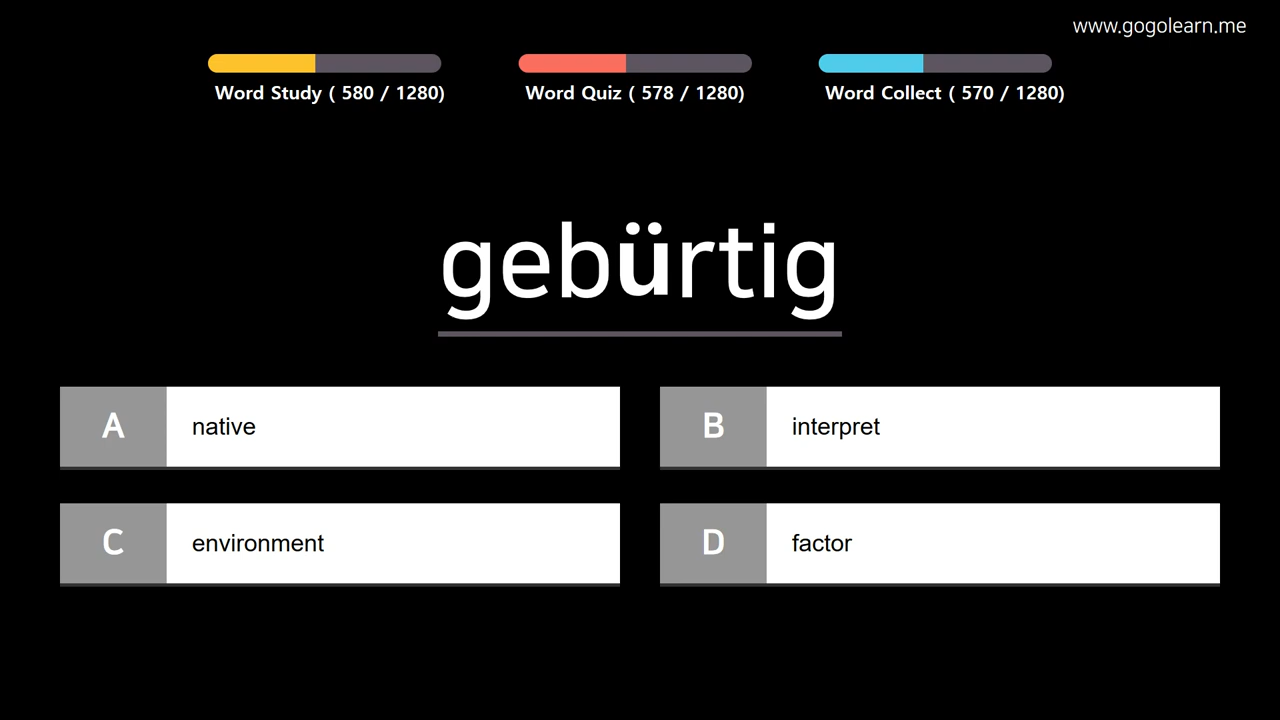 www.gogolearn.me
Word Study ( 580 / 1280)
Word Quiz ( 578 / 1280)
Word Collect ( 570 / 1280)
gebürtig
A native
B interpret
C environment
D factor